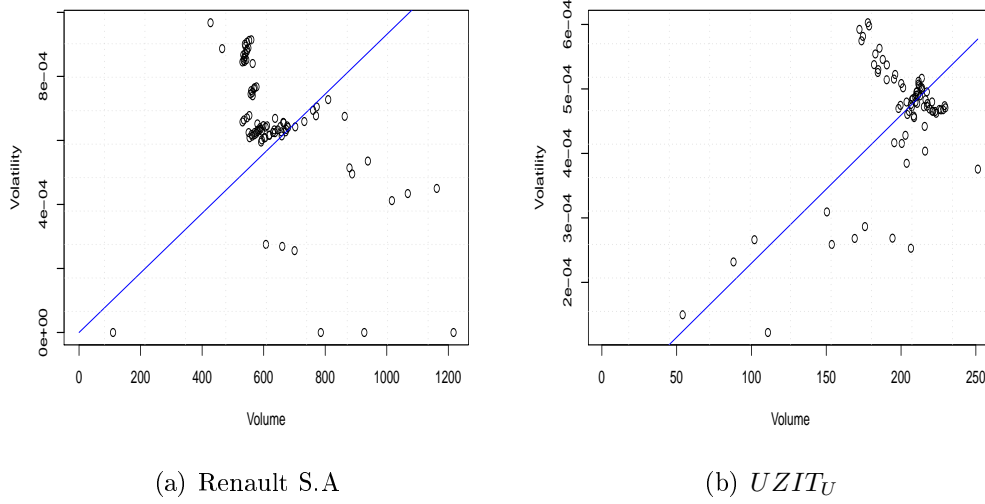 Volatility
0e+00
4e-04
8e-04
0
200
400
600
800
1000
1200
Volume
(a) Renault S.A
Volatility
2e-04
3e-04
4e-04
5e-04
6e-04
0
50
100
150
200
250
Volume
(b) UZIT_U